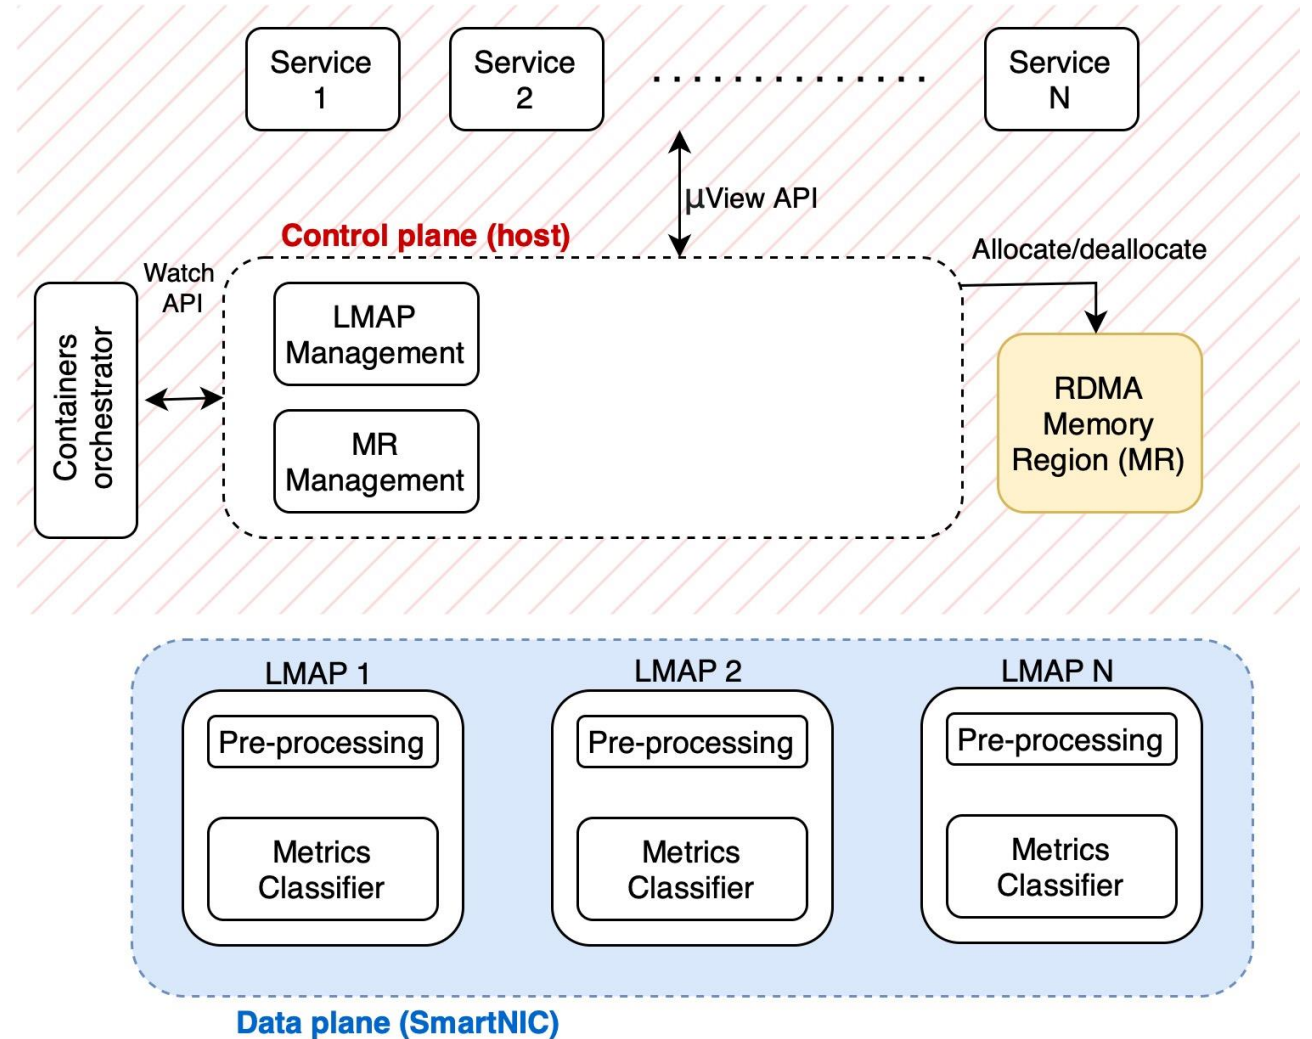 Service
1
Service
2
Service
N
μView API
Control plane (host)
Allocate/deallocate
Watch
API
Containers
orchestrator
LMAP
Management
MR
Management
RDMA
Memory
Region (MR)
LMAP 1
Pre-processing
Metrics
Classifier
LMAP 2
Pre-processing
Metrics
Classifier
LMAP N
Pre-processing
Metrics
Classifier
Data plane (SmartNIC)